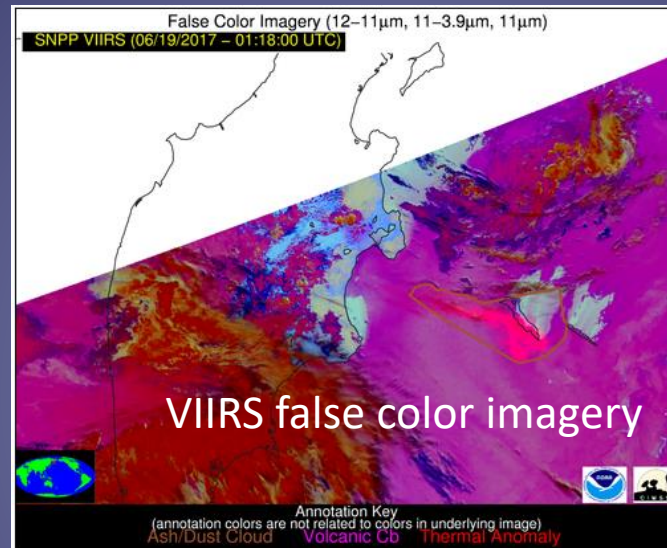 False Color Imagery (12−11µm, 11−3.9µm, 11µm)
SNPP VIIRS (06/19/2017 − 01:18:00 UTC)
VIIRS false color imagery
Annotation Key
(annotation colors are not related to colors in underlying image)
Ash/Dust Cloud Volcanic Cb Thermal Anomaly